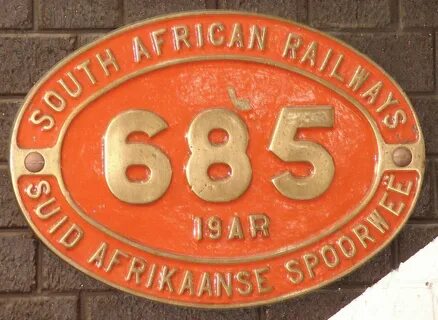 SOUTH AFRICAN RAILWAYS
685
19AR
SUID AFRIKAANSE SPOORWEË